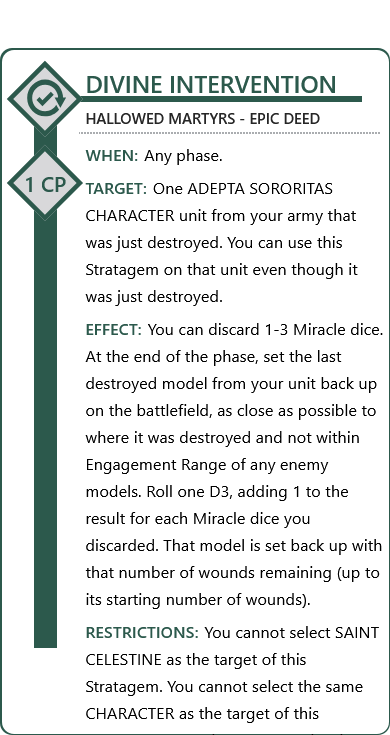 DIVINE INTERVENTION
HALLOWED MARTYRS - EPIC DEED
WHEN: Any phase.
1 CP
TARGET: One ADEPTA SORORITAS
CHARACTER unit from your army that
was just destroyed. You can use this
Stratagem on that unit even though it
was just destroyed.
EFFECT: You can discard 1-3 Miracle dice.
At the end of the phase, set the last
destroyed model from your unit back up
on the battlefield, as close as possible to
where it was destroyed and not within
Engagement Range of any enemy
models. Roll one D3, adding 1 to the
result for each Miracle dice you
discarded. That model is set back up with
that number of wounds remaining (up to
its starting number of wounds).
RESTRICTIONS: You cannot select SAINT
CELESTINE as the target of this
Stratagem. You cannot select the same
CHARACTER as the target of this